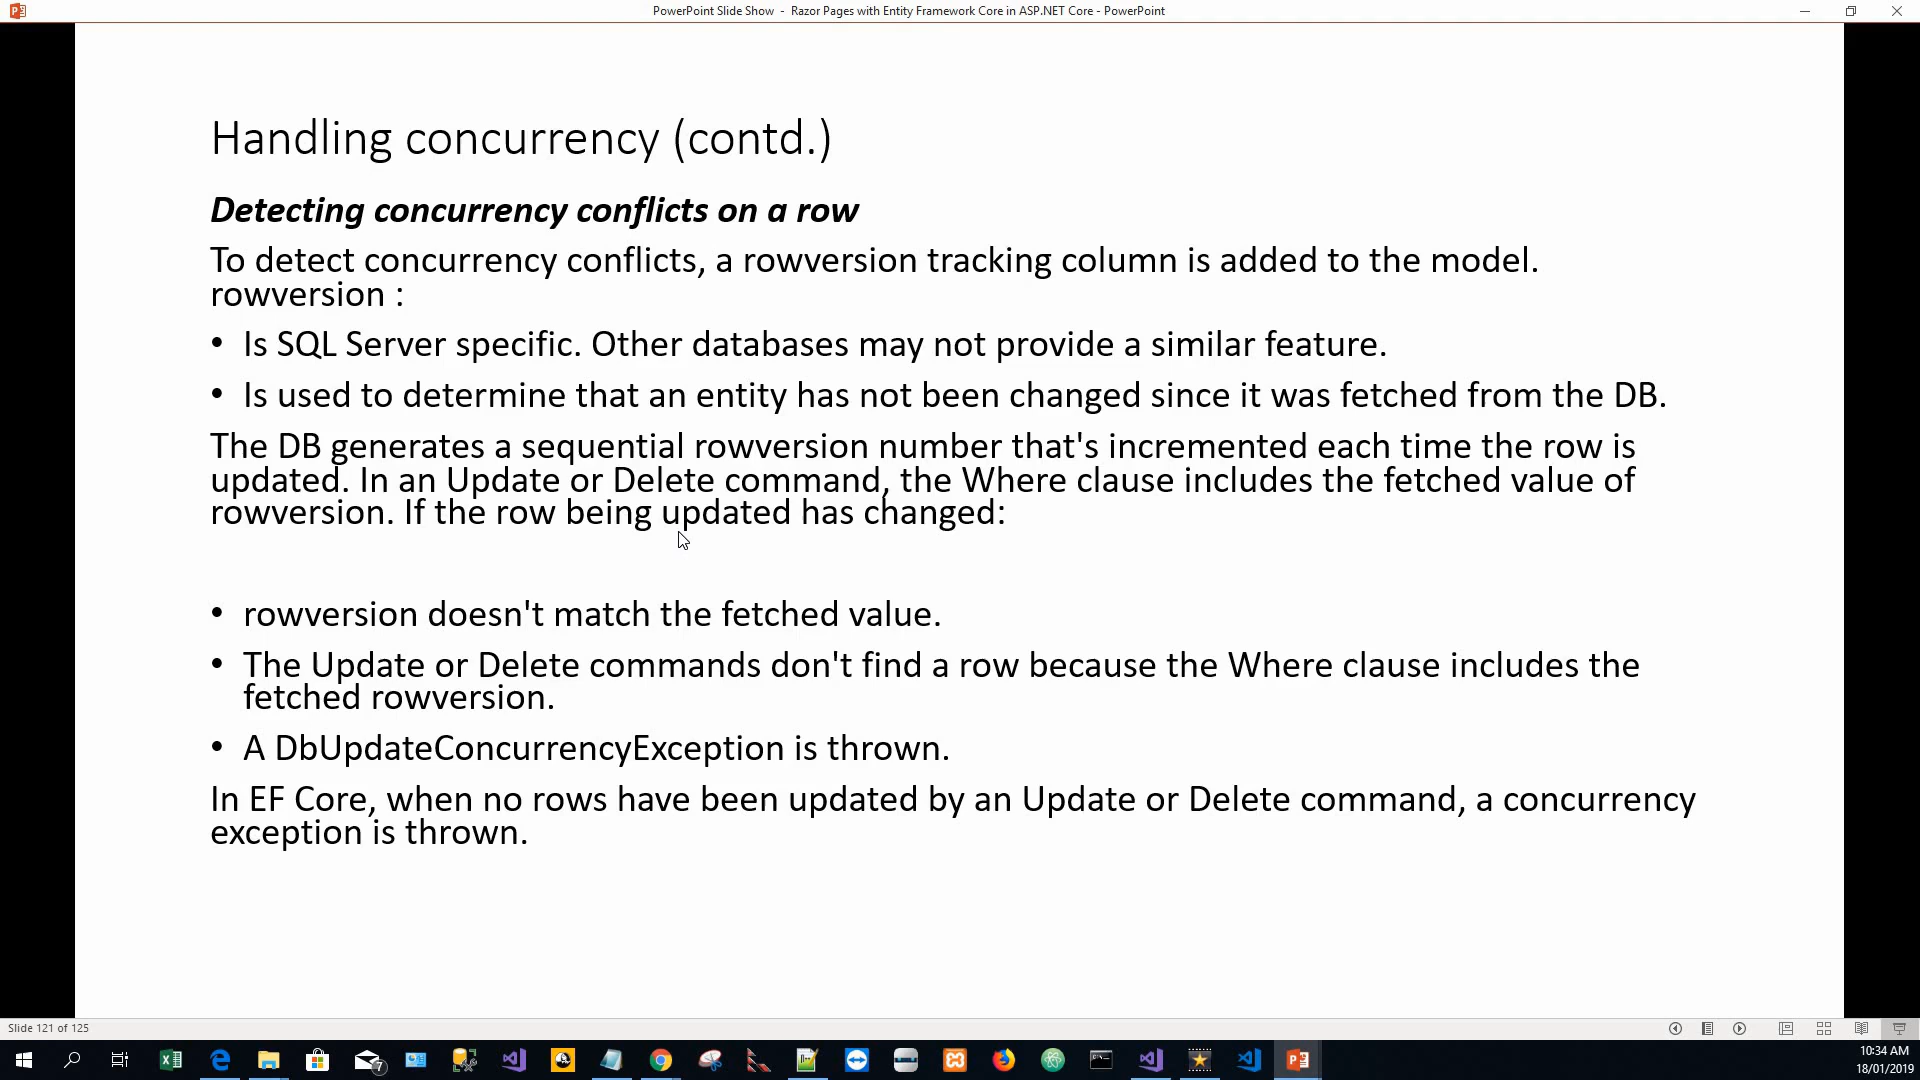 PowerPoint Slide Show - Razor Pages with Entity Framework Core in ASP.NET Core - PowerPoint
Handling concurrency (contd.)
Detecting concurrency conflicts on a row
To detect concurrency conflicts, a rowversion tracking column is added to the model.
rowversion :
• Is SQL Server specific. Other databases may not provide a similar feature.
• Is used to determine that an entity has not been changed since it was fetched from the DB.
The DB generates a sequential rowversion number that's incremented each time the row is
updated. In an Update or Delete command, the Where clause includes the fetched value of
rowversion. If the row being updated has changed:
• rowversion doesn't match the fetched value.
• The Update or Delete commands don't find a row because the Where clause includes the
fetched rowversion.
• A DbUpdateConcurrencyException is thrown.
In EF Core, when no rows have been updated by an Update or Delete command, a concurrency
exception is thrown.
Slide 121 of 125
7
10:34 AM
18/01/2019